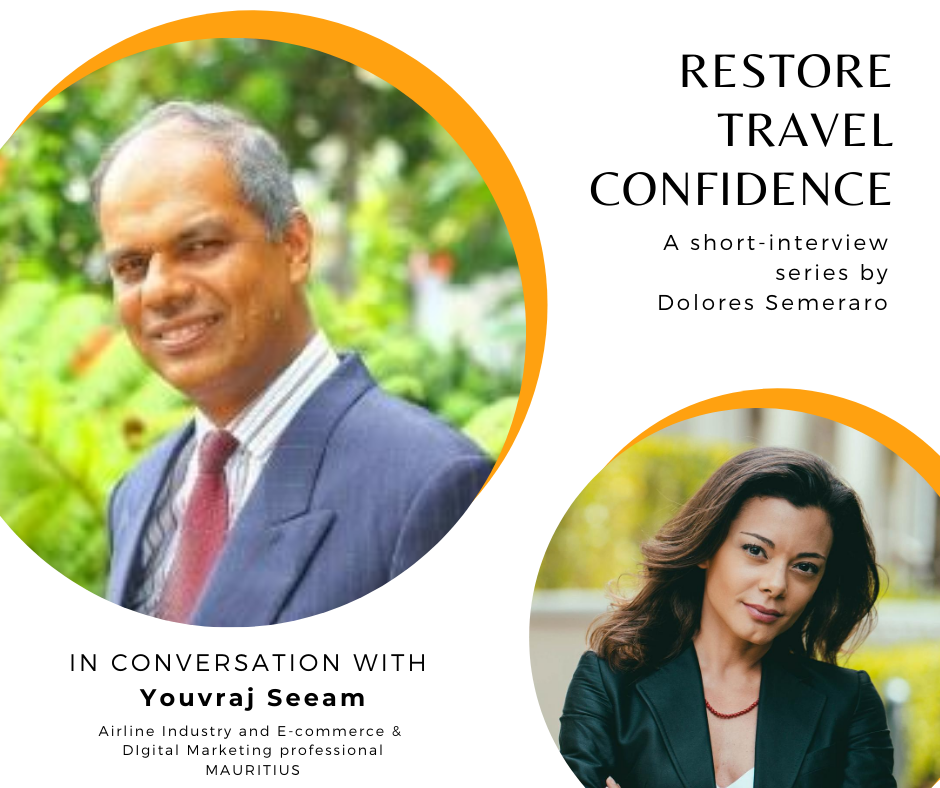 RESTORE
TRAVEL
CONFIDENCE
A short-interview
series by
Dolores Semeraro
IN CONVERSATION WITH
Youvraj Seeam
Airline Industry and E-commerce &
DIgital Marketing professional
MAURITIUS